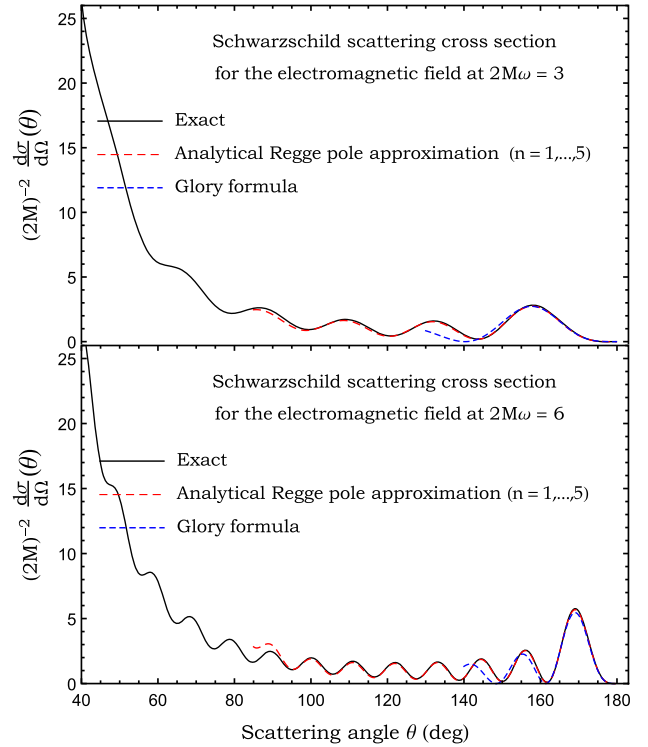 Schwarzschild scattering cross section
for the electromagnetic field at 2Mω = 3
Exact
Analytical Regge pole approximation (n = 1,...,5)
Glory formula
(2M)⁻² dσ/dΩ (θ)
25
20
15
10
5
0
Schwarzschild scattering cross section
for the electromagnetic field at 2Mω = 6
Exact
Analytical Regge pole approximation (n = 1,...,5)
Glory formula
(2M)⁻² dσ/dΩ (θ)
25
20
15
10
5
0
40 60 80 100 120 140 160 180
Scattering angle θ (deg)